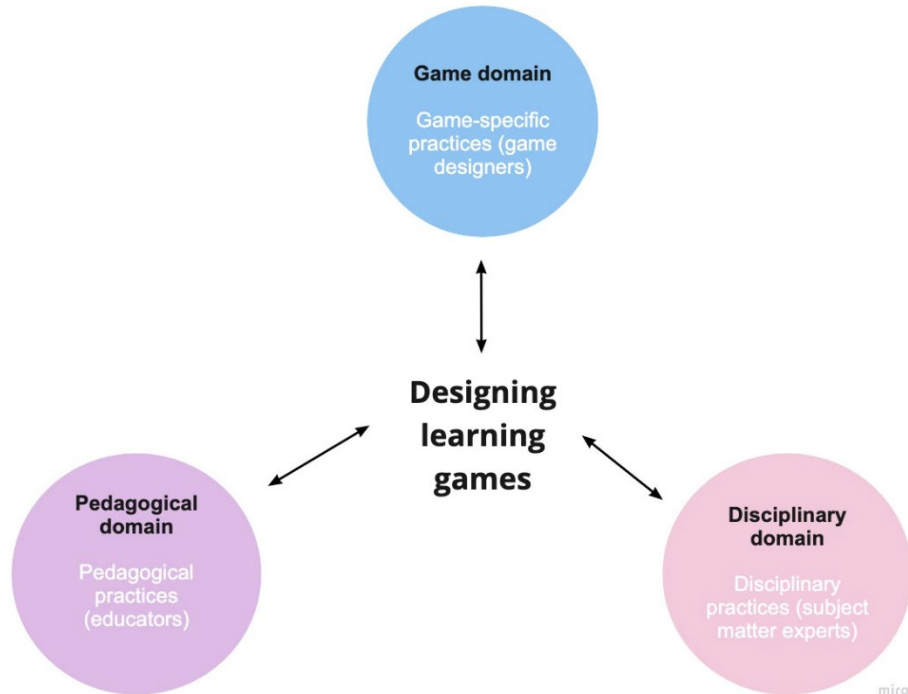 Game domain
Game-specific
practices (game
designers)
Designing
learning
games
Pedagogical
domain
Pedagogical
practices
(educators)
Disciplinary
domain
Disciplinary
practices (subject
matter experts)
miro